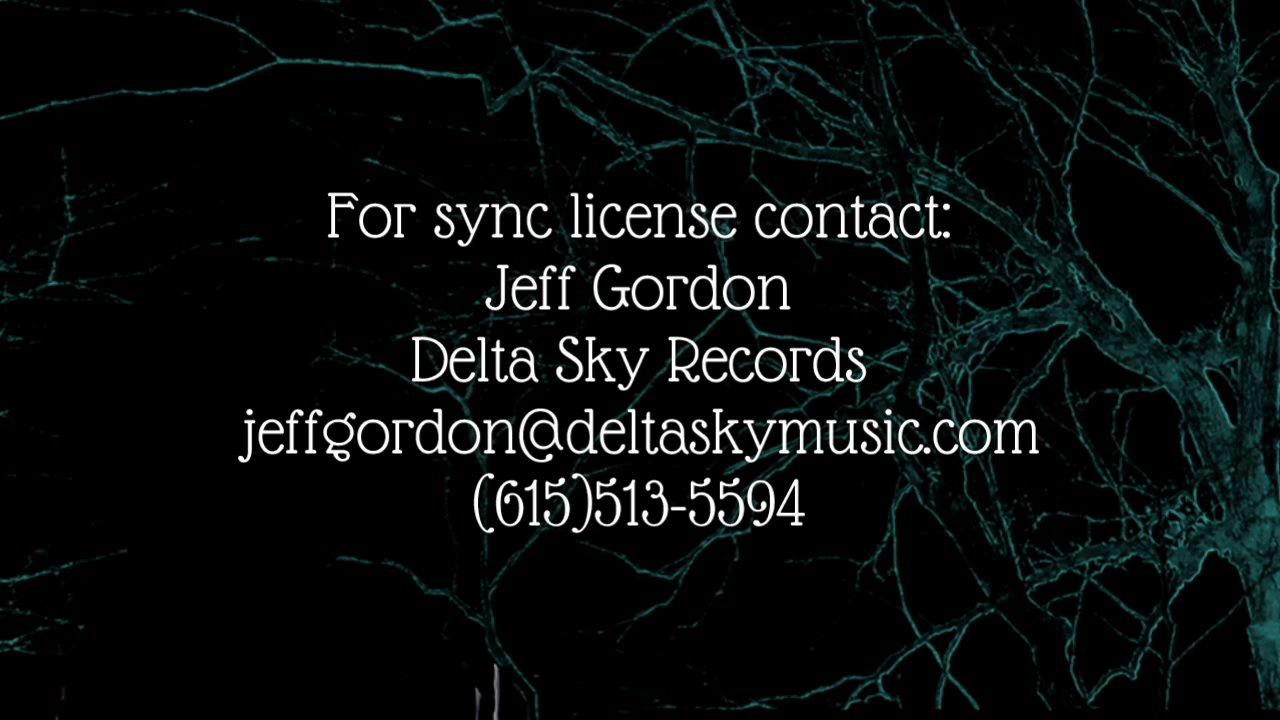 For sync license contact:
Jeff Gordon
Delta Sky Records
jeffgordon@deltaskymusic.com
(615)513-5594